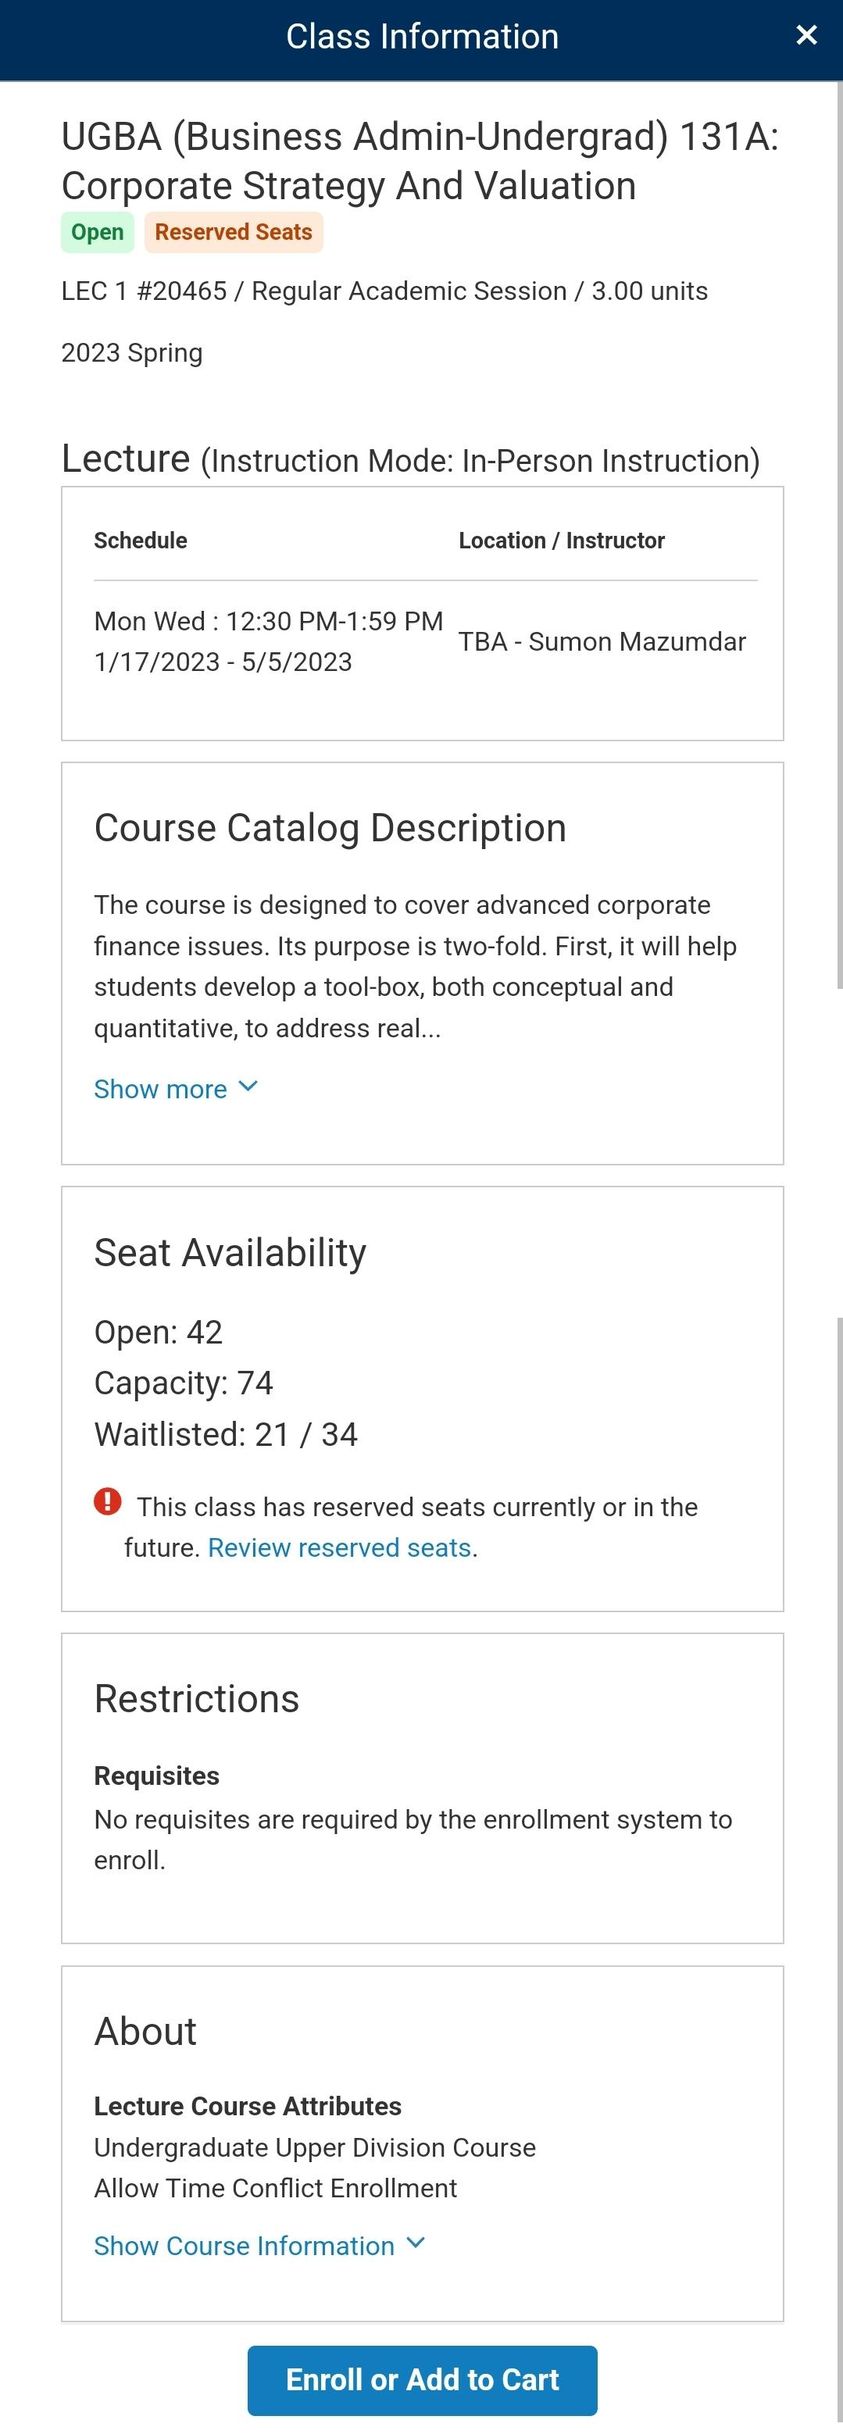 Class Information
×
UGBA (Business Admin-Undergrad) 131A:
Corporate Strategy And Valuation
Open Reserved Seats
LEC 1 #20465 / Regular Academic Session / 3.00 units
2023 Spring
Lecture (Instruction Mode: In-Person Instruction)
Schedule Location / Instructor
Mon Wed : 12:30 PM-1:59 PM
1/17/2023 - 5/5/2023
TBA - Sumon Mazumdar
Course Catalog Description
The course is designed to cover advanced corporate
finance issues. Its purpose is two-fold. First, it will help
students develop a tool-box, both conceptual and
quantitative, to address real...
Show more
Seat Availability
Open: 42
Capacity: 74
Waitlisted: 21 / 34
This class has reserved seats currently or in the
future. Review reserved seats.
Restrictions
Requisites
No requisites are required by the enrollment system to
enroll.
About
Lecture Course Attributes
Undergraduate Upper Division Course
Allow Time Conflict Enrollment
Show Course Information
Enroll or Add to Cart